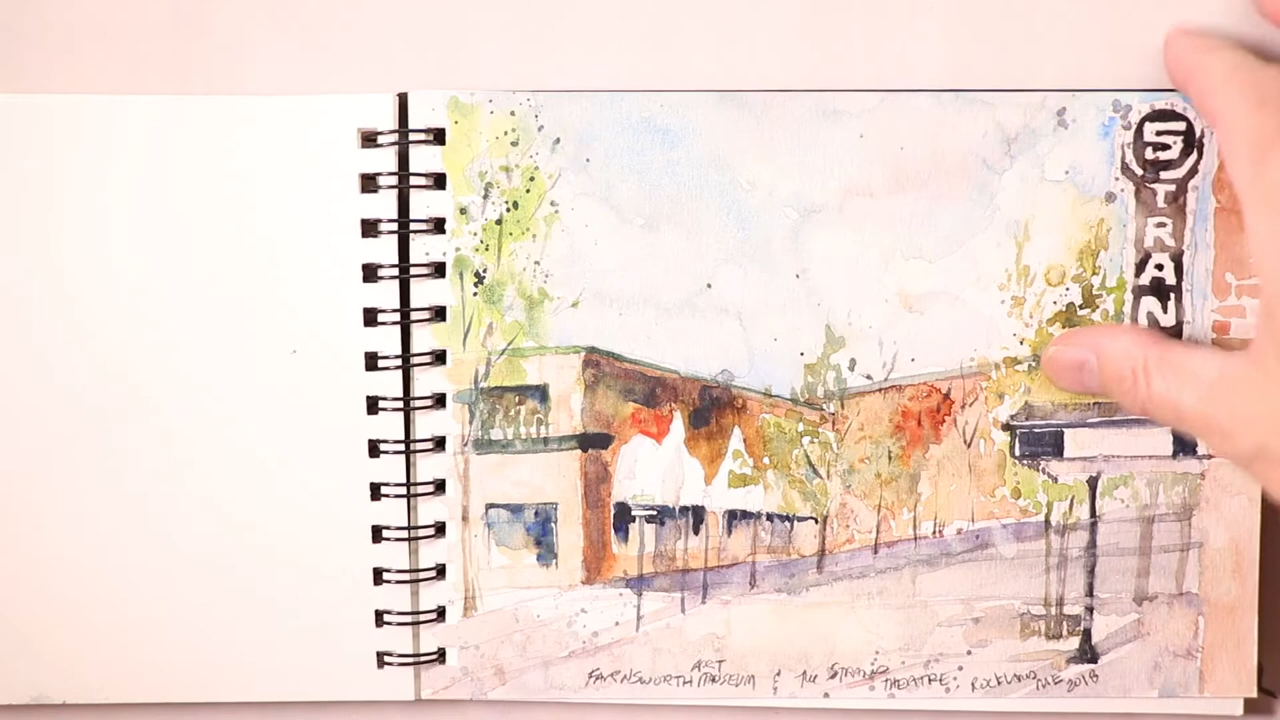 STRAN
ART
FARNSWORTH MUSEUM & The STRAND THEATRE, ROCKLAND ME 2018